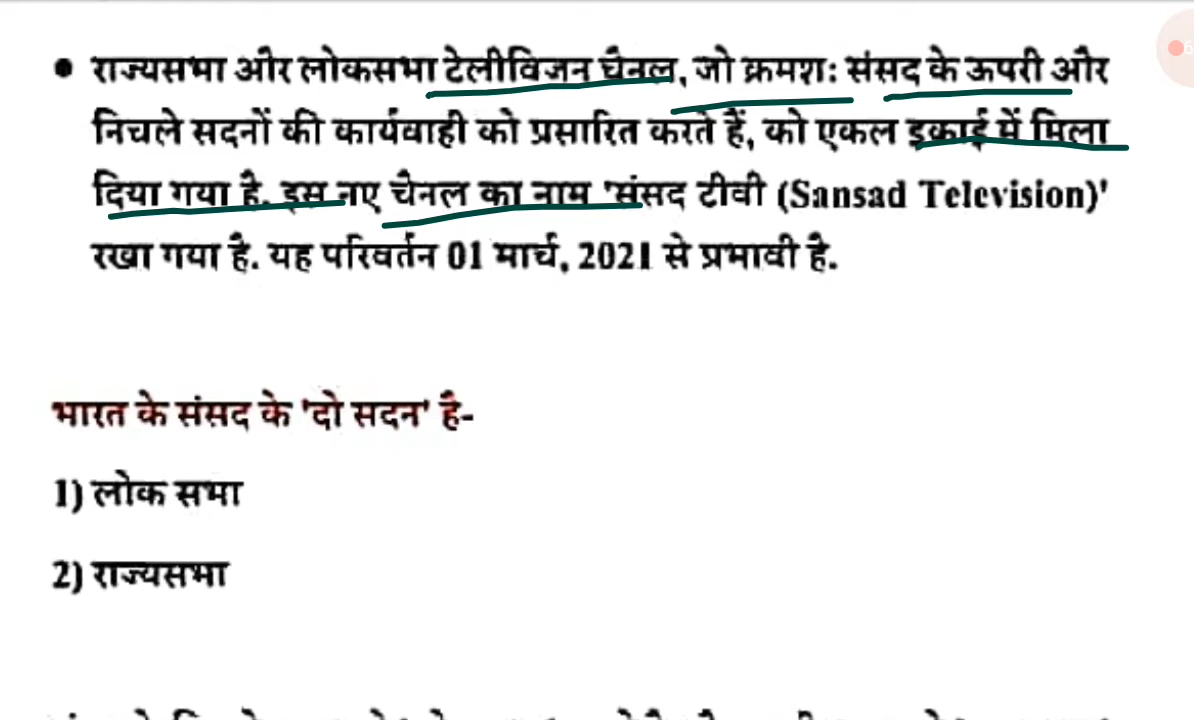 • राज्यसभा और लोकसभा टेलीविजन चैनल, जो क्रमश: संसद के ऊपरी और
निचले सदनों की कार्यवाही को प्रसारित करते हैं, को एकल इकाई में मिला
दिया गया है. इस नए चैनल का नाम 'संसद टीवी (Sansad Television)'
रखा गया है. यह परिवर्तन 01 मार्च, 2021 से प्रभावी है.
भारत के संसद के 'दो सदन' है-
1) लोक सभा
2) राज्यसभा